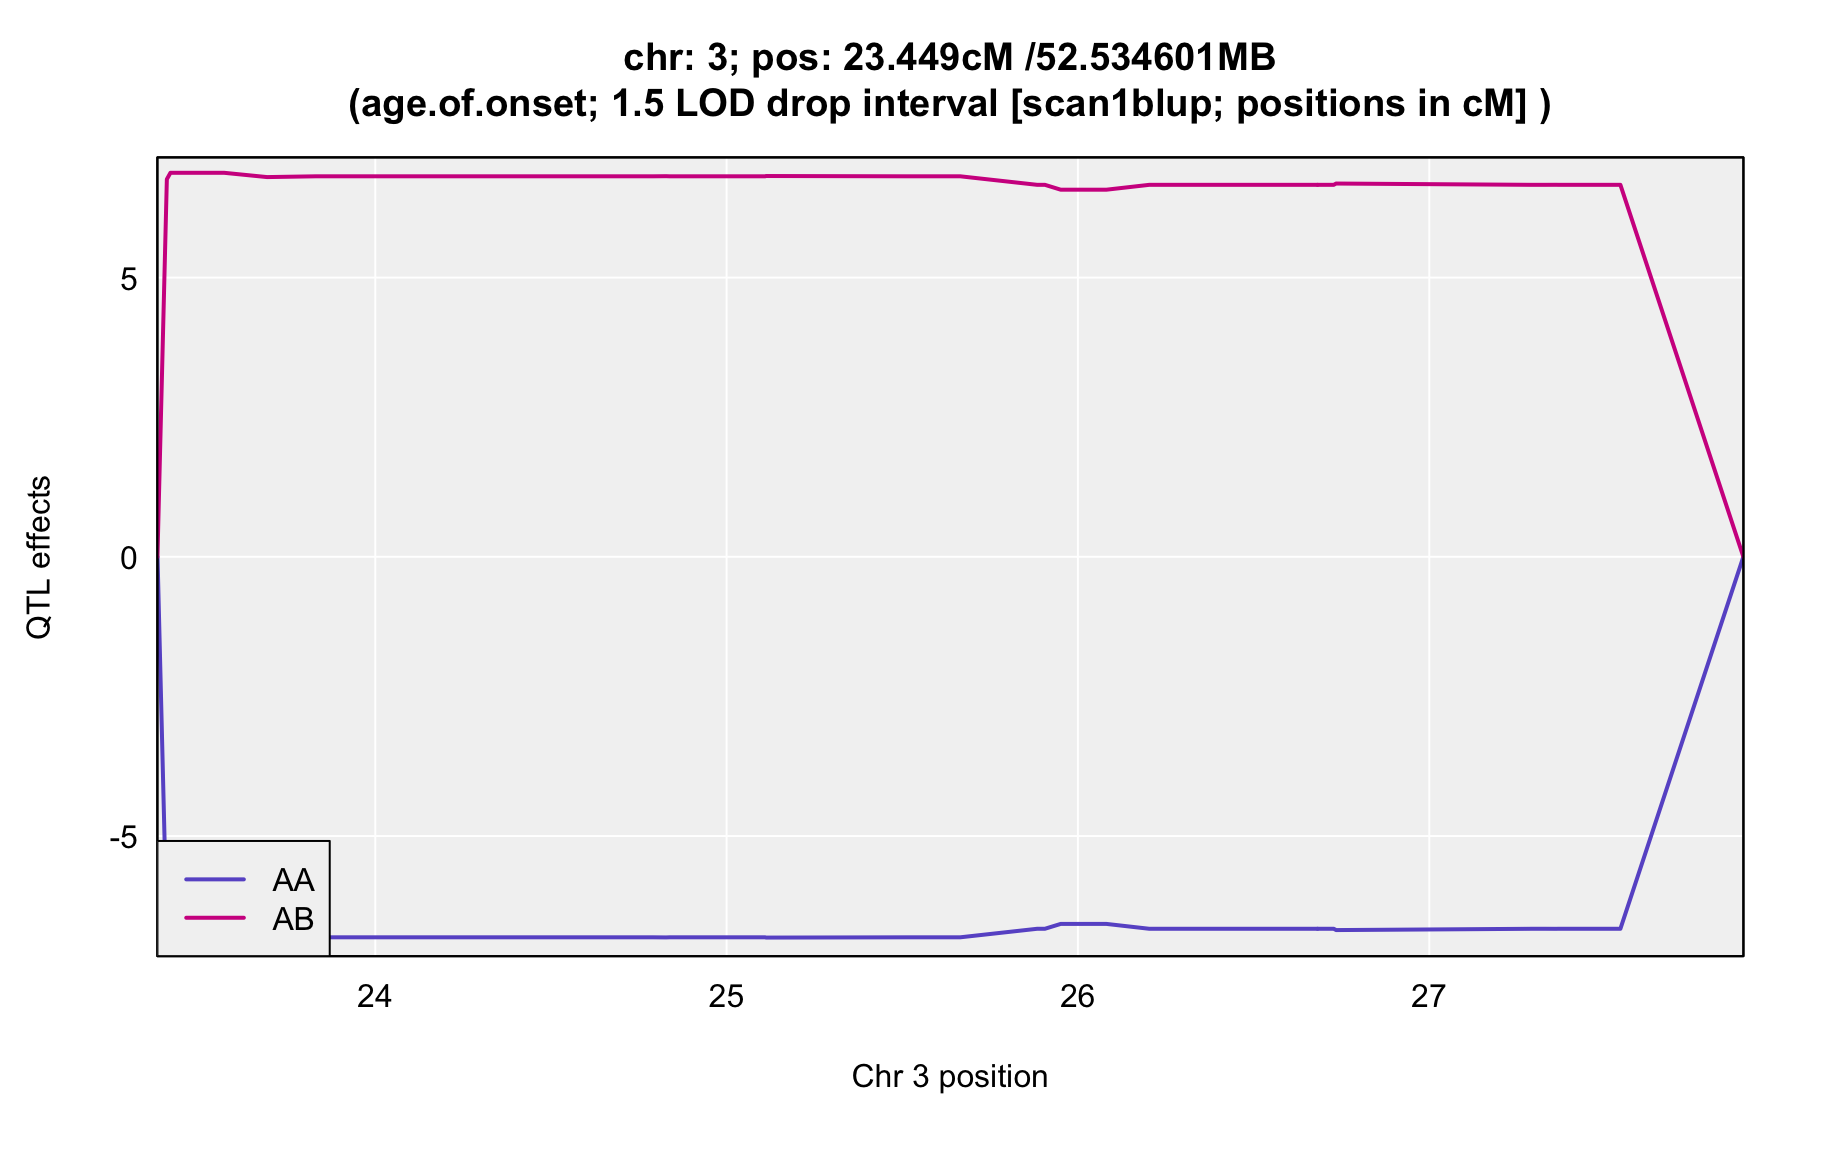 chr: 3; pos: 23.449cM /52.534601MB
(age.of.onset; 1.5 LOD drop interval [scan1blup; positions in cM] )
QTL effects
5
0
-5
AA
AB
24 25 26 27
Chr 3 position